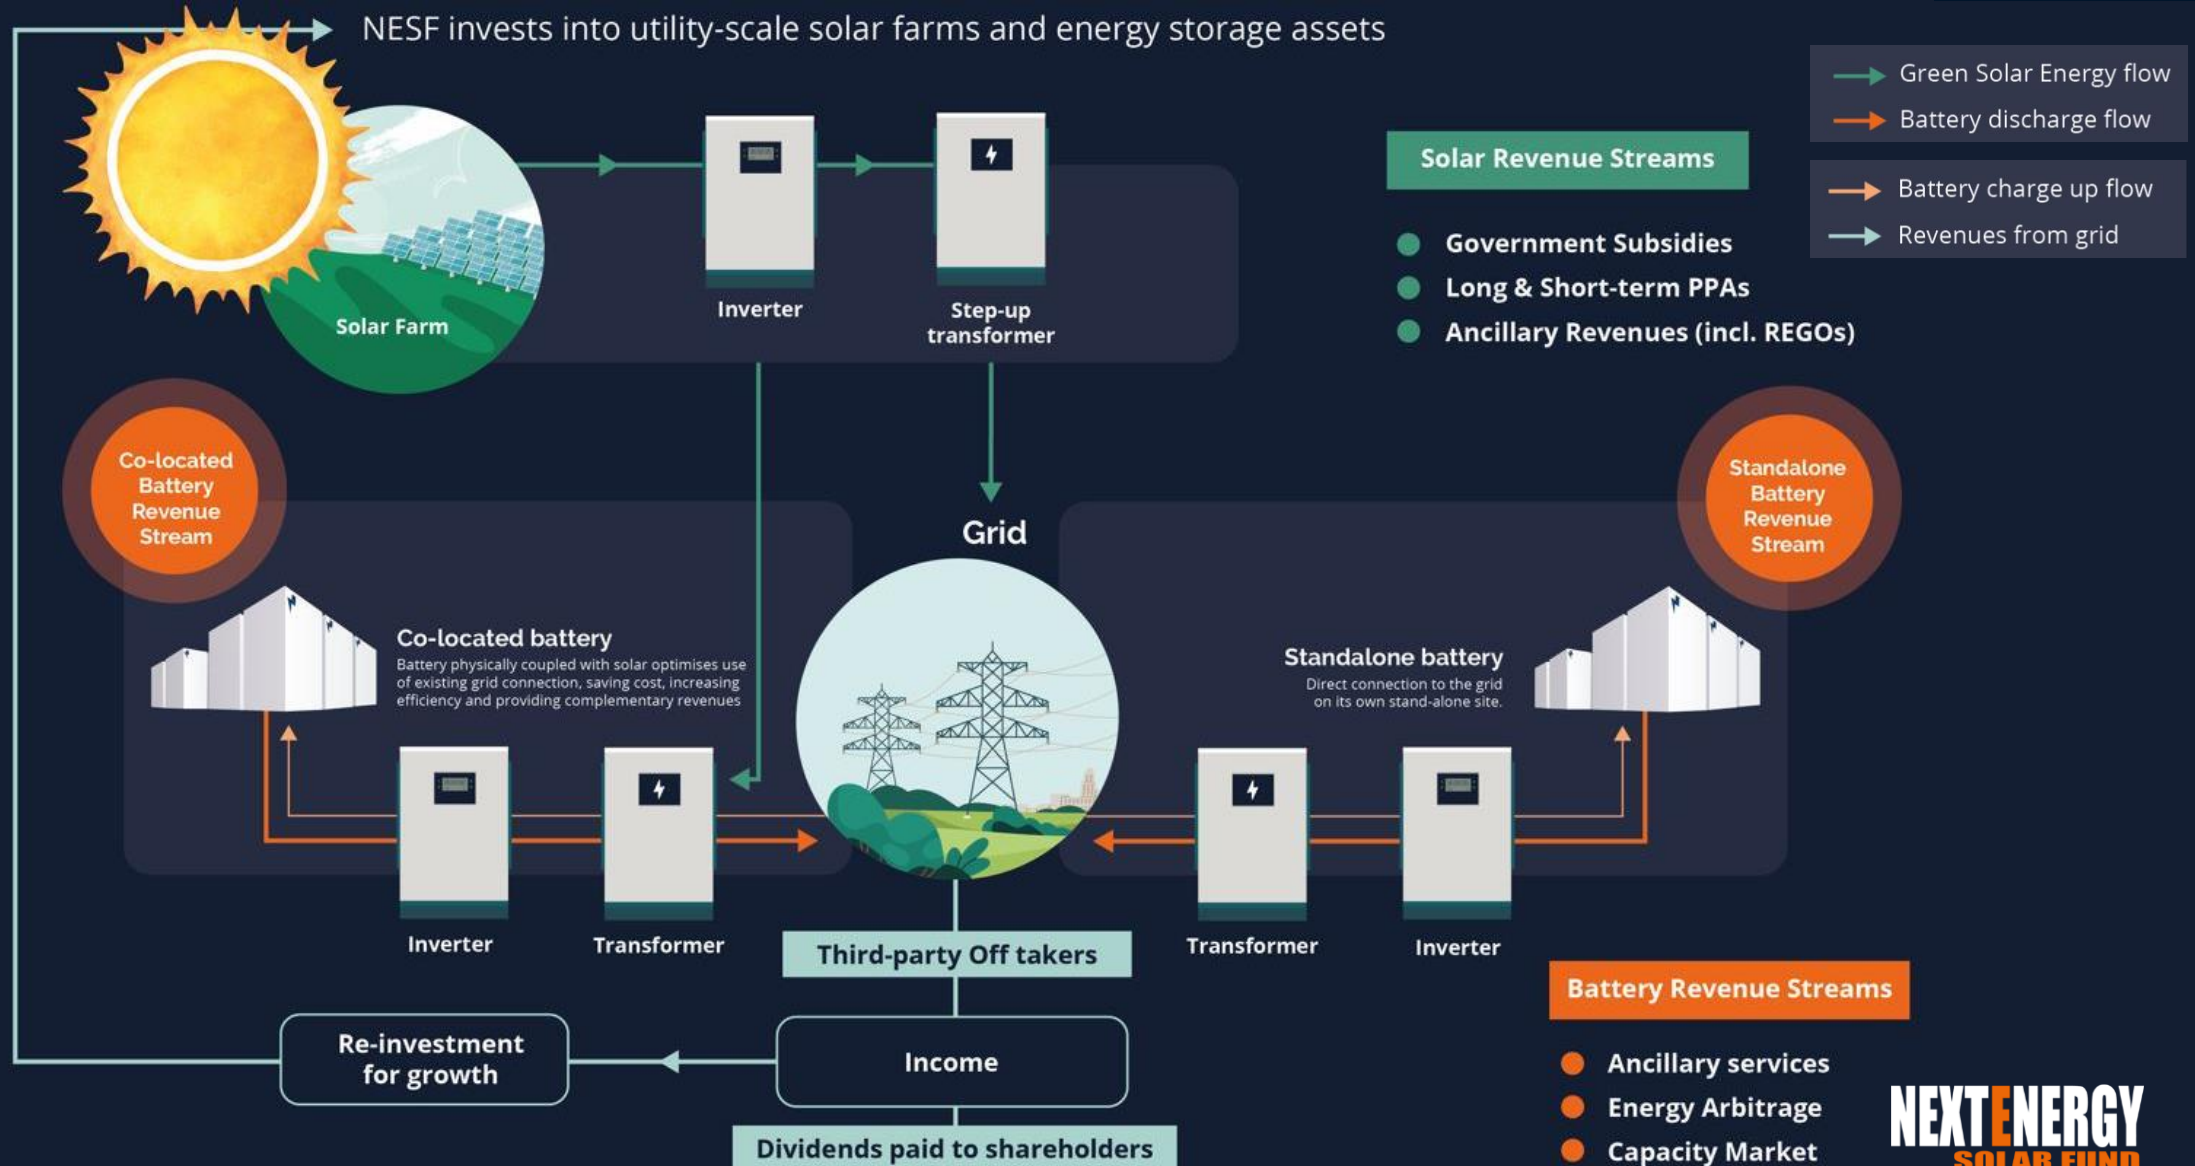 NESF invests into utility-scale solar farms and energy storage assets
Green Solar Energy flow
Battery discharge flow
Battery charge up flow
Revenues from grid
Solar Revenue Streams
Government Subsidies
Long & Short-term PPAs
Ancillary Revenues (incl. REGOs)
Solar Farm
Inverter
Step-up
transformer
Co-located
Battery
Revenue
Stream
Standalone
Battery
Revenue
Stream
Grid
Co-located battery
Battery physically coupled with solar optimises use
of existing grid connection, saving cost, increasing
efficiency and providing complementary revenues
Standalone battery
Direct connection to the grid
on its own stand-alone site.
Inverter
Transformer
Transformer
Inverter
Third-party Off takers
Income
Re-investment
for growth
Dividends paid to shareholders
Battery Revenue Streams
Ancillary services
Energy Arbitrage
Capacity Market
NEXTENERGY
SOLAR FUND